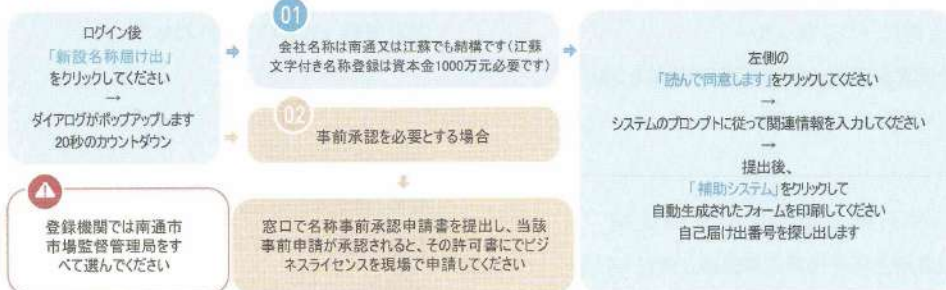 ログイン後
「新設名称届け出」
をクリックしてください
→
ダイアログがポップアップします
20秒のカウントダウン
01
会社名称は南通又は江蘇でも結構です(江蘇
文字付き名称登録は資本金1000万元必要です)
02
事前承認を必要とする場合
登録機関では南通市
市場監督管理局をす
べて選んでください
窓口で名称事前承認申請書を提出し、当該
事前申請が承認されると、その許可書にでビジ
ネスライセンスを現場で申請してください
左側の
「読んで同意します」をクリックしてください
→
システムのプロンプトに従って関連情報を入力してください
→
提出後、
「補助システム」をクリックして
自動生成されたフォームを印刷してください
自己届け出番号を探し出します